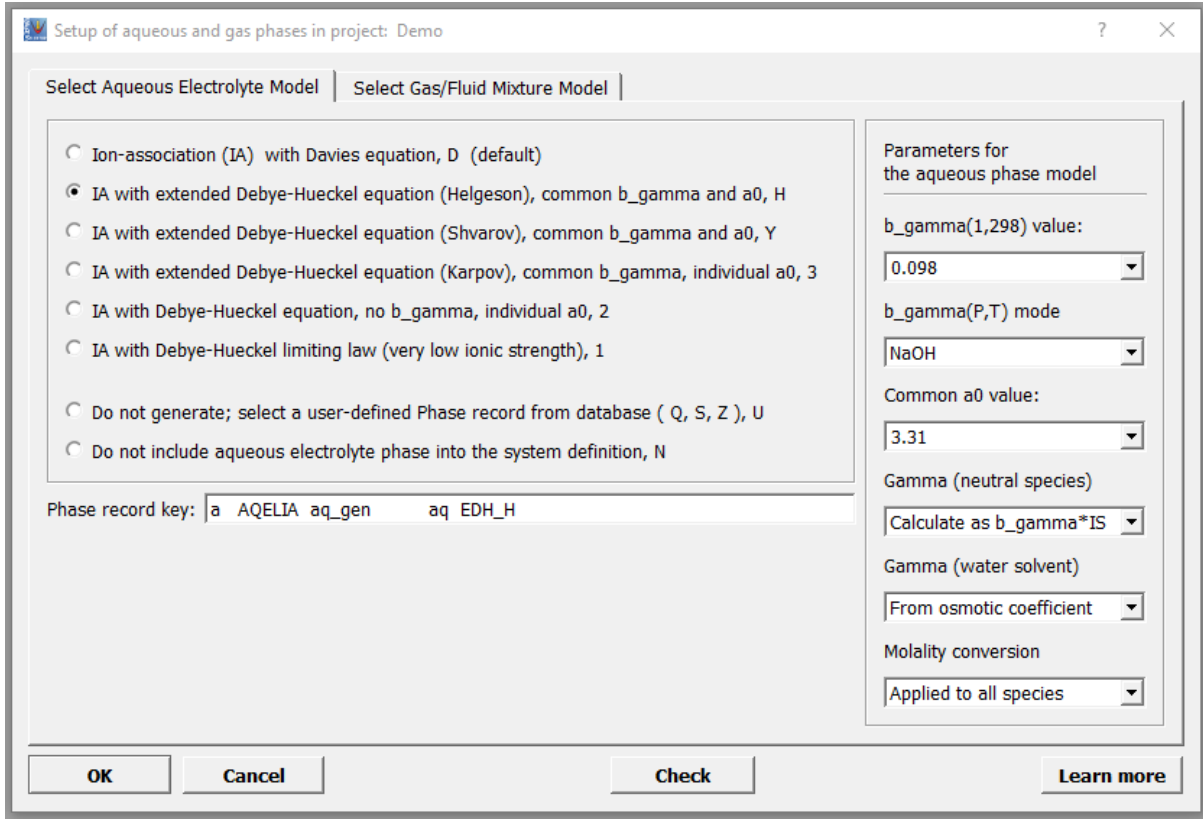 Setup of aqueous and gas phases in project: Demo
? ×
Select Aqueous Electrolyte Model
Select Gas/Fluid Mixture Model
Ion-association (IA)  with Davies equation, D  (default)
IA with extended Debye-Hueckel equation (Helgeson), common b_gamma and a0, H
IA with extended Debye-Hueckel equation (Shvarov), common b_gamma and a0, Y
IA with extended Debye-Hueckel equation (Karpov), common b_gamma, individual a0, 3
IA with Debye-Hueckel equation, no b_gamma, individual a0, 2
IA with Debye-Hueckel limiting law (very low ionic strength), 1
Do not generate; select a user-defined Phase record from database ( Q, S, Z ), U
Do not include aqueous electrolyte phase into the system definition, N
Phase record key: a   AQELIA  aq_gen       aq  EDH_H
Parameters for
the aqueous phase model
b_gamma(1,298) value:
0.098
b_gamma(P,T) mode
NaOH
Common a0 value:
3.31
Gamma (neutral species)
Calculate as b_gamma*IS
Gamma (water solvent)
From osmotic coefficient
Molality conversion
Applied to all species
OK
Cancel
Check
Learn more